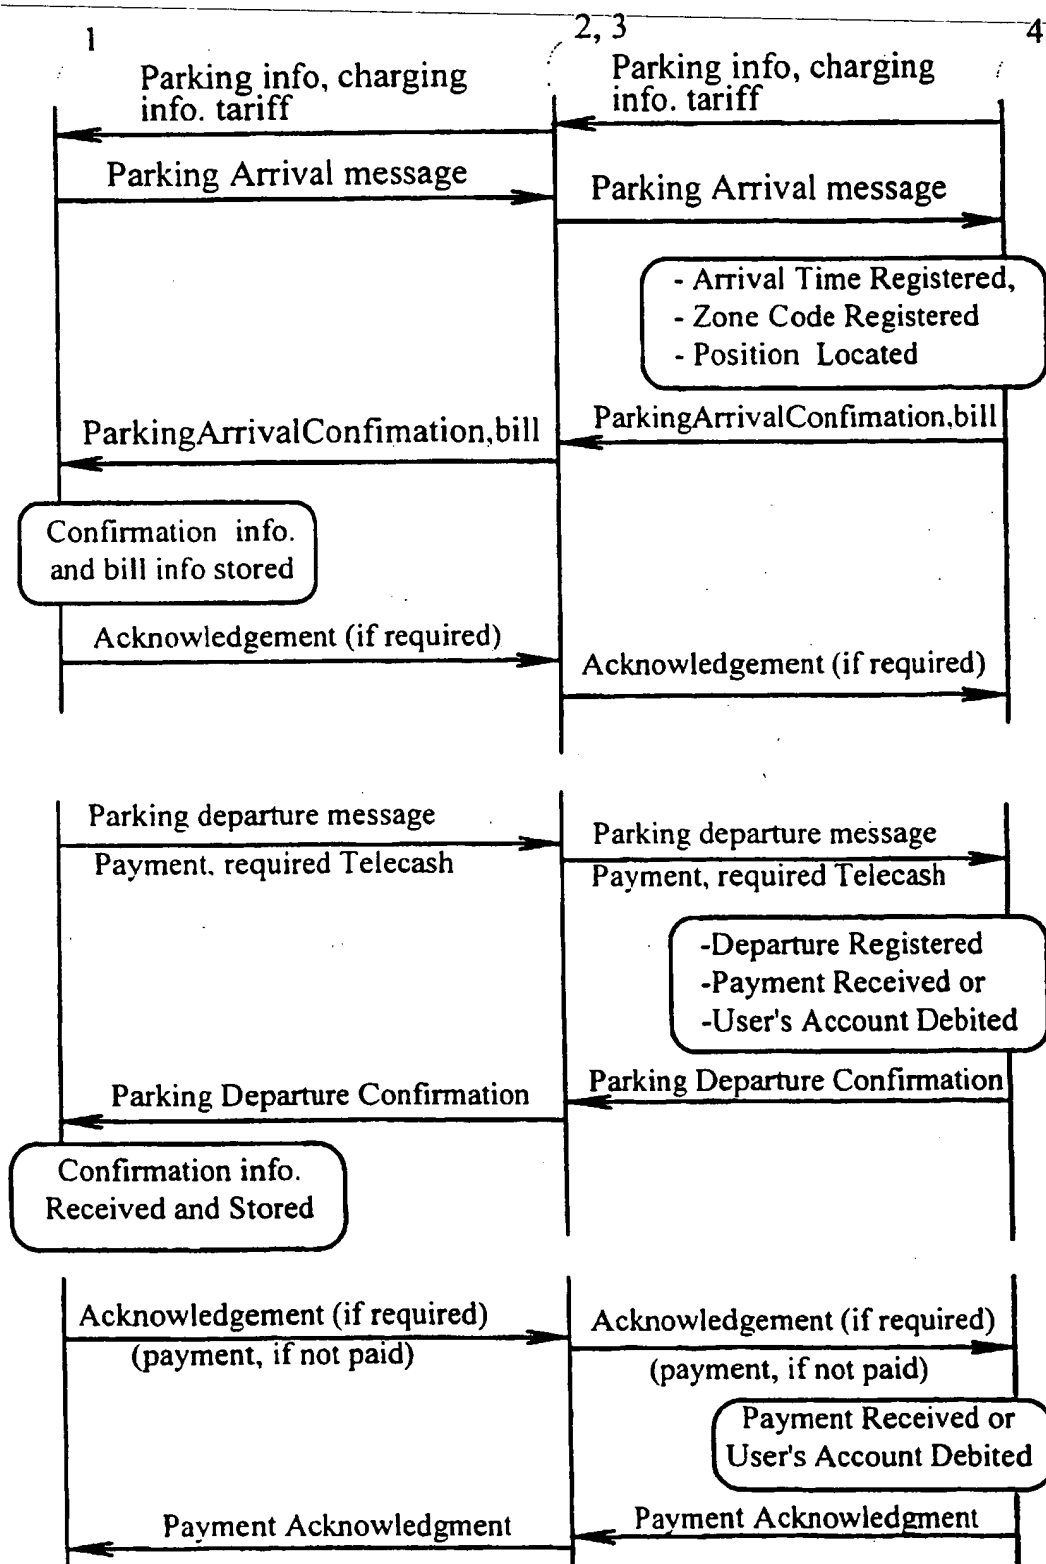 1
2, 3
4
Parking info, charging
info. tariff
Parking info, charging
info. tariff
Parking Arrival message
Parking Arrival message
- Arrival Time Registered,
- Zone Code Registered
- Position Located
ParkingArrivalConfimation,bill
ParkingArrivalConfimation,bill
Confirmation info.
and bill info stored
Acknowledgement (if required)
Acknowledgement (if required)
Parking departure message
Payment, required Telecash
Parking departure message
Payment, required Telecash
-Departure Registered
-Payment Received or
-User's Account Debited
Parking Departure Confirmation
Parking Departure Confirmation
Confirmation info.
Received and Stored
Acknowledgement (if required)
(payment, if not paid)
Acknowledgement (if required)
(payment, if not paid)
Payment Received or
User's Account Debited
Payment Acknowledgment
Payment Acknowledgment